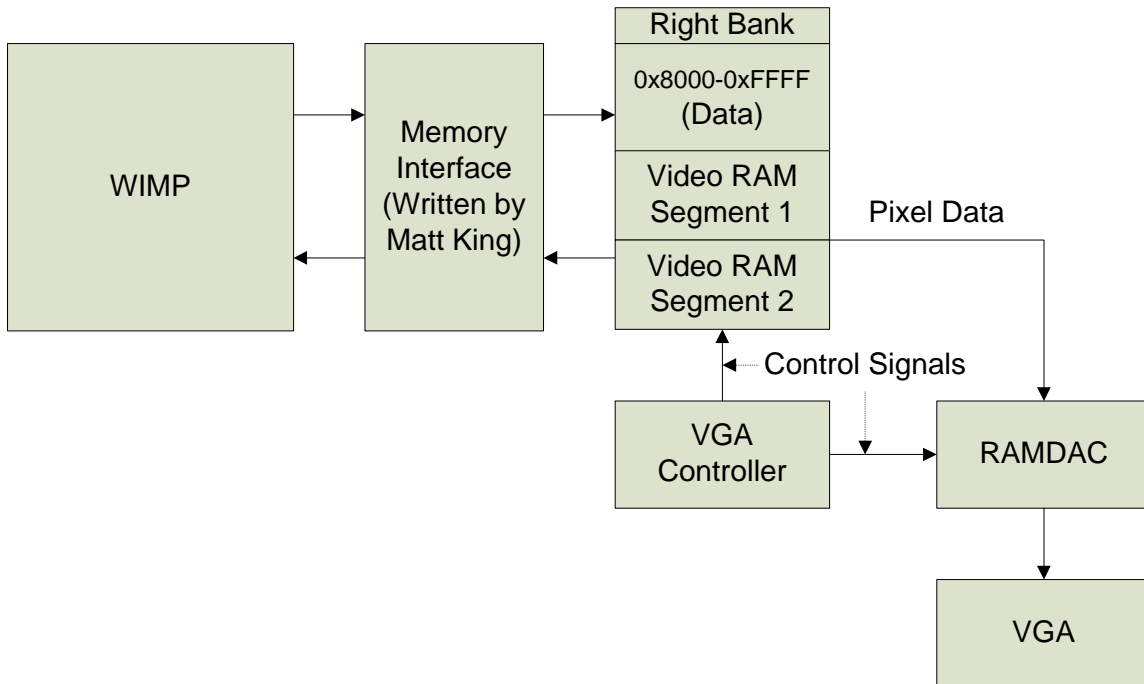 WIMP
Memory
Interface
(Written by
Matt King)
Right Bank
0x8000-0xFFFF
(Data)
Video RAM
Segment 1
Video RAM
Segment 2
Pixel Data
Control Signals
VGA
Controller
RAMDAC
VGA